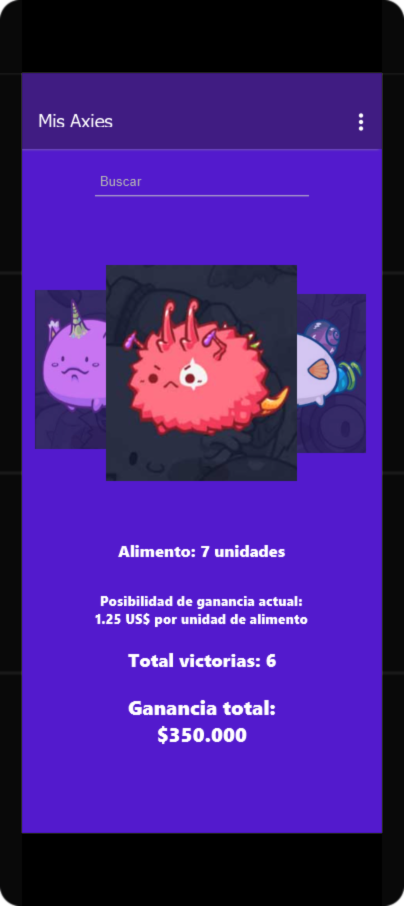 Mis Axies
Buscar
Alimento: 7 unidades
Posibilidad de ganancia actual:
1.25 US$ por unidad de alimento
Total victorias: 6
Ganancia total:
$350.000